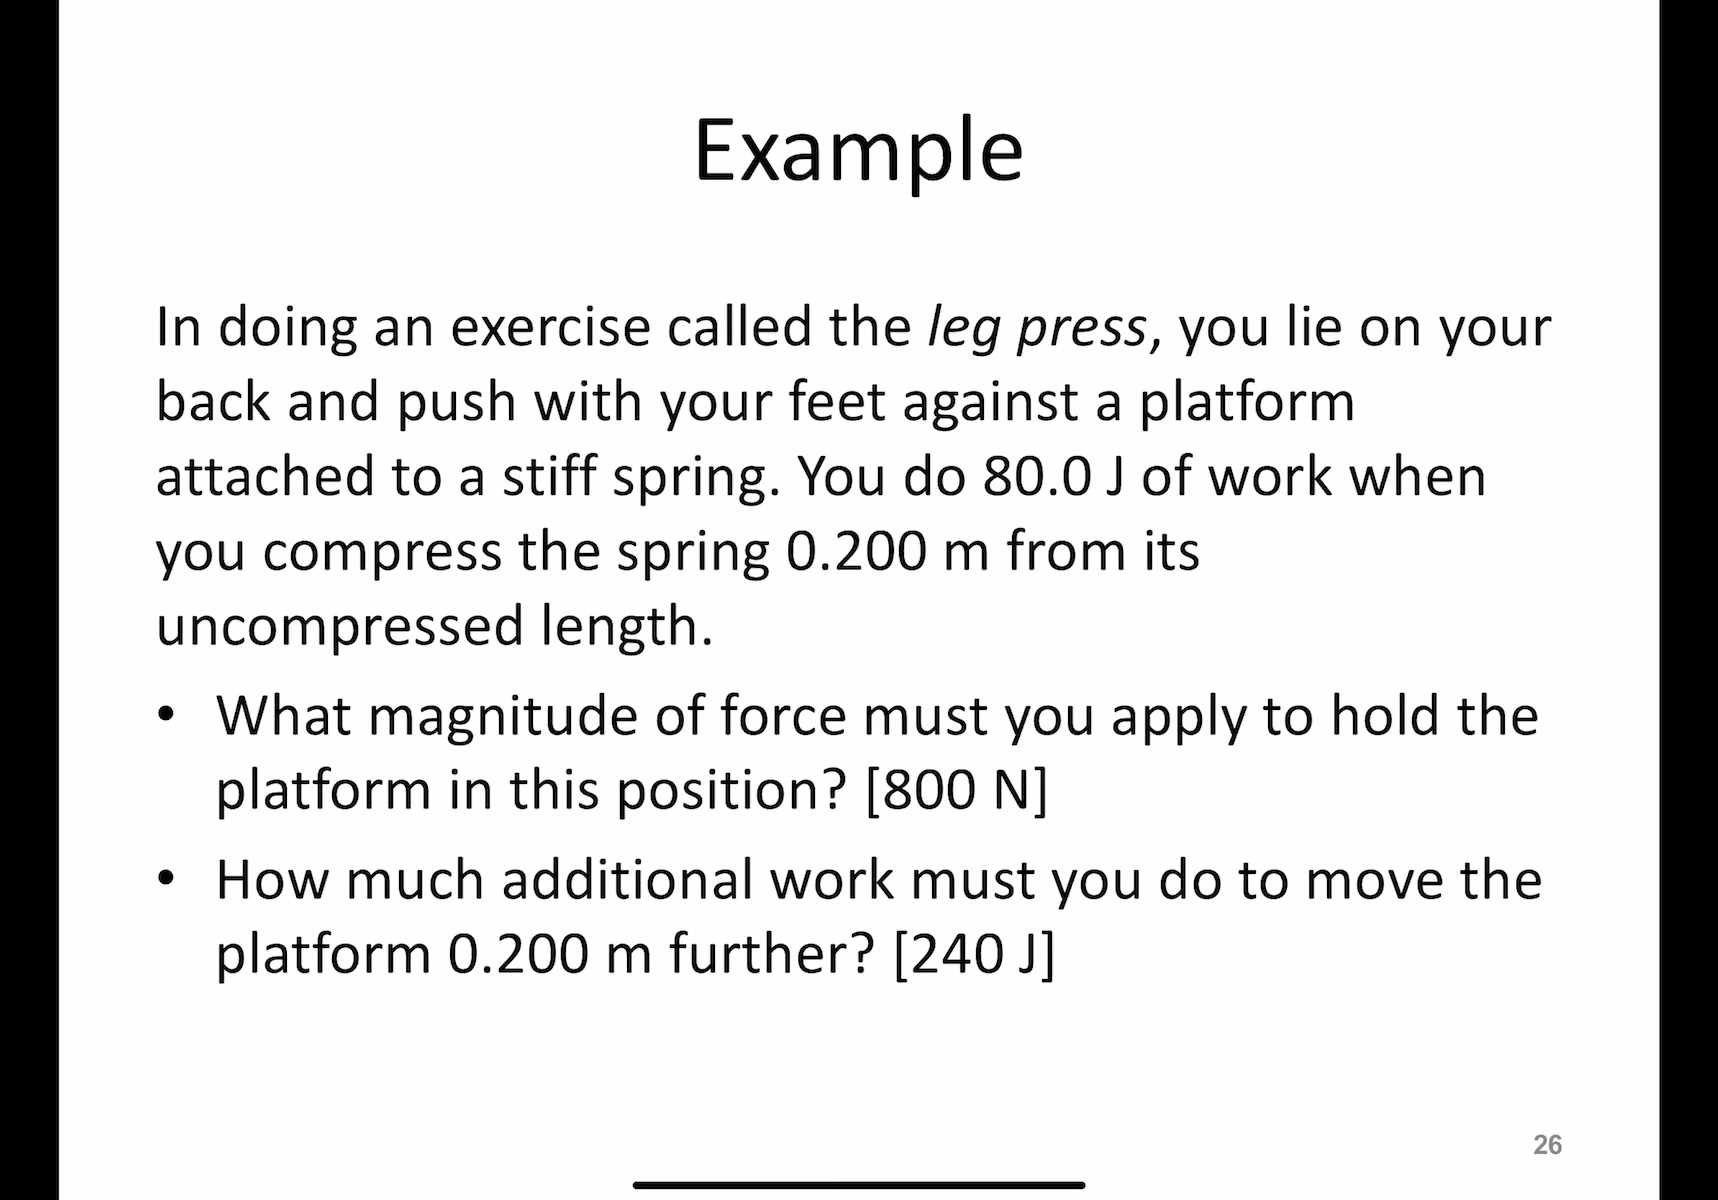 Example
In doing an exercise called the leg press, you lie on your
back and push with your feet against a platform
attached to a stiff spring. You do 80.0 J of work when
you compress the spring 0.200 m from its
uncompressed length.
• What magnitude of force must you apply to hold the
platform in this position? [800 N]
• How much additional work must you do to move the
platform 0.200 m further? [240 J]
26